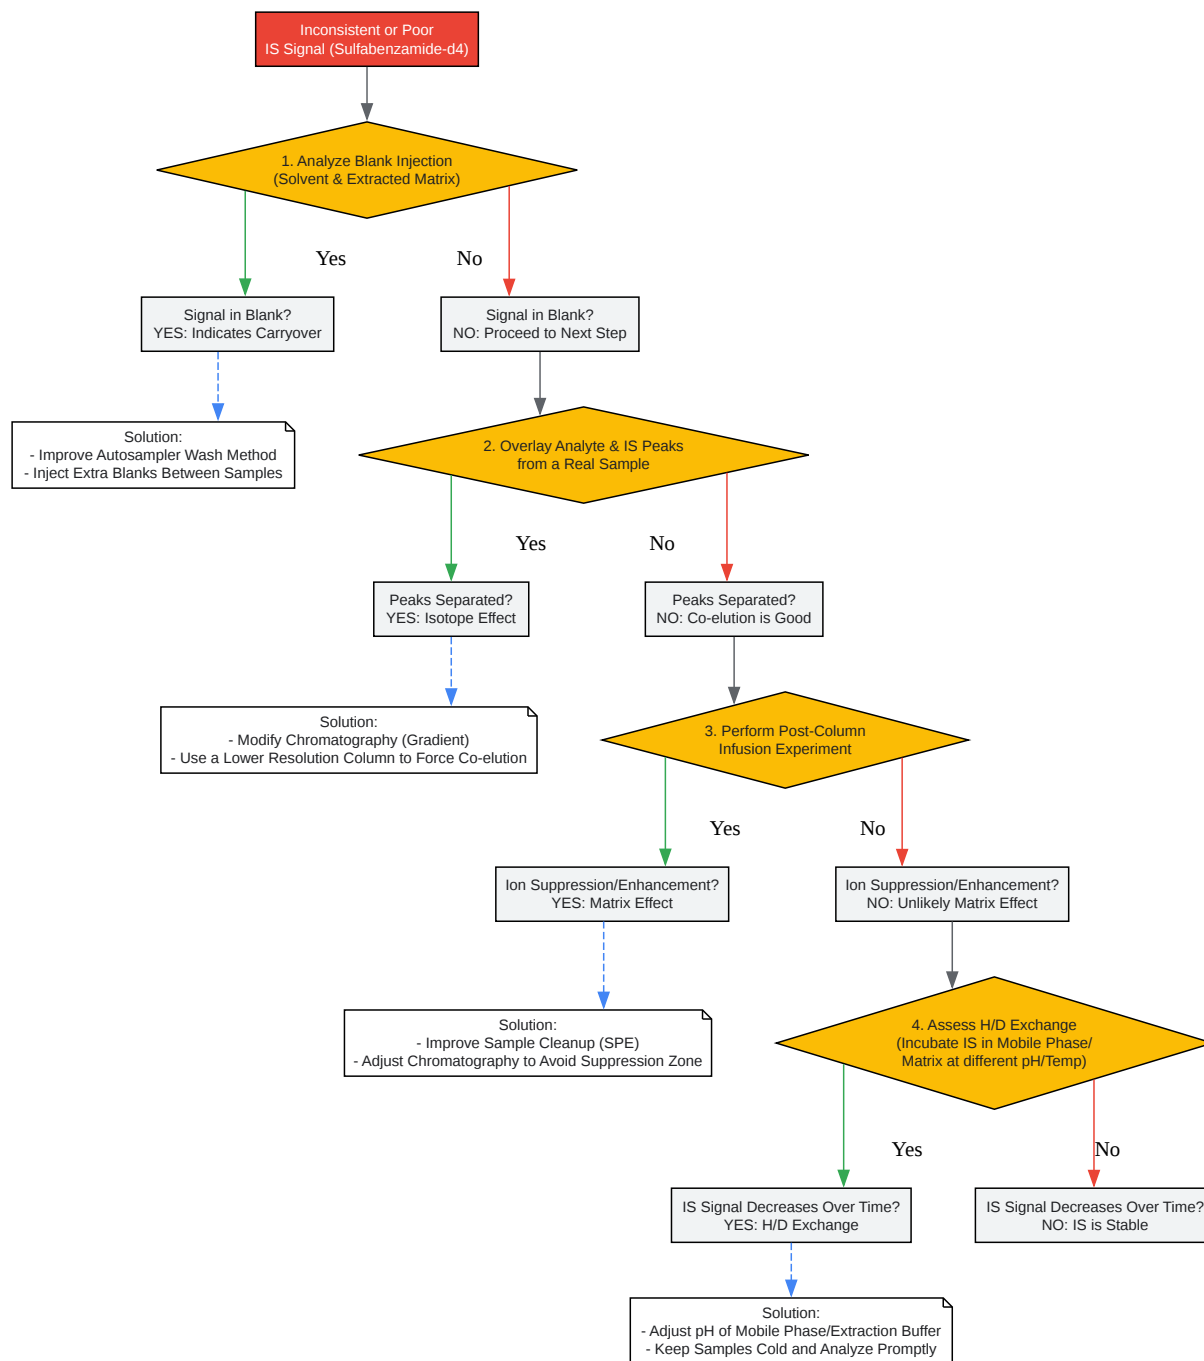 Inconsistent or Poor
IS Signal (Sulfabenzamide-d4)
1. Analyze Blank Injection
(Solvent & Extracted Matrix)
Yes
No
Signal in Blank?
YES: Indicates Carryover
Signal in Blank?
NO: Proceed to Next Step
Solution:
- Improve Autosampler Wash Method
- Inject Extra Blanks Between Samples
2. Overlay Analyte & IS Peaks
from a Real Sample
Yes
No
Peaks Separated?
YES: Isotope Effect
Peaks Separated?
NO: Co-elution is Good
Solution:
- Modify Chromatography (Gradient)
- Use a Lower Resolution Column to Force Co-elution
3. Perform Post-Column
Infusion Experiment
Yes
No
Ion Suppression/Enhancement?
YES: Matrix Effect
Ion Suppression/Enhancement?
NO: Unlikely Matrix Effect
Solution:
- Improve Sample Cleanup (SPE)
- Adjust Chromatography to Avoid Suppression Zone
4. Assess H/D Exchange
(Incubate IS in Mobile Phase/
Matrix at different pH/Temp)
Yes
No
IS Signal Decreases Over Time?
YES: H/D Exchange
IS Signal Decreases Over Time?
NO: IS is Stable
Solution:
- Adjust pH of Mobile Phase/Extraction Buffer
- Keep Samples Cold and Analyze Promptly